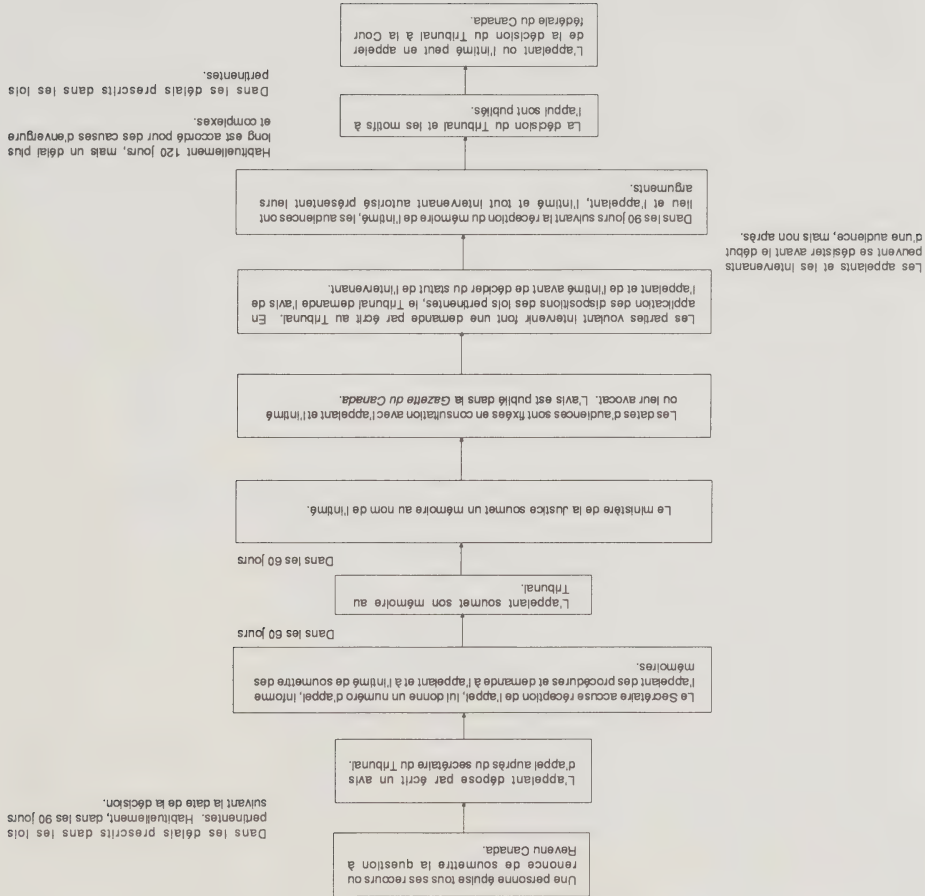 Une personne épuise tous ses recours ou
renonce de soumettre la question à
Revenu Canada.
Dans les délais prescrits dans les lois
pertinentes. Habituellement, dans les 90 jours
suivant la date de la décision.
L'appelant dépose par écrit un avis
d'appel auprès du secrétaire du Tribunal.
Le Secrétaire accuse réception de l'appel, lui donne un numéro d'appel, informe
l'appelant des procédures et demande à l'appelant et à l'intimé de soumettre des
mémoires.
Dans les 60 jours
L'appelant soumet son mémoire au
Tribunal.
Dans les 60 jours
Le ministère de la Justice soumet un mémoire au nom de l'intimé.
Les dates d'audiences sont fixées en consultation avec l'appelant et l'intimé
ou leur avocat. L'avis est publié dans la Gazette du Canada.
Les parties voulant intervenir font une demande par écrit au Tribunal. En
application des dispositions des lois pertinentes, le Tribunal demande l'avis de
l'appelant et de l'intimé avant de décider du statut de l'intervenant.
Les appelants et les intervenants
peuvent se désister avant le début
d'une audience, mais non après.
Dans les 90 jours suivant la réception du mémoire de l'intimé, les audiences ont
lieu et l'appelant, l'intimé et tout intervenant autorisé présentent leurs
arguments.
Habituellement 120 jours, mais un délai plus
long est accordé pour des causes d'envergure
et complexes.
La décision du Tribunal et les motifs à
l'appui sont publiés.
Dans les délais prescrits dans les lois
pertinentes.
L'appelant ou l'intimé peut en appeler
de la décision du Tribunal à la Cour
fédérale du Canada.